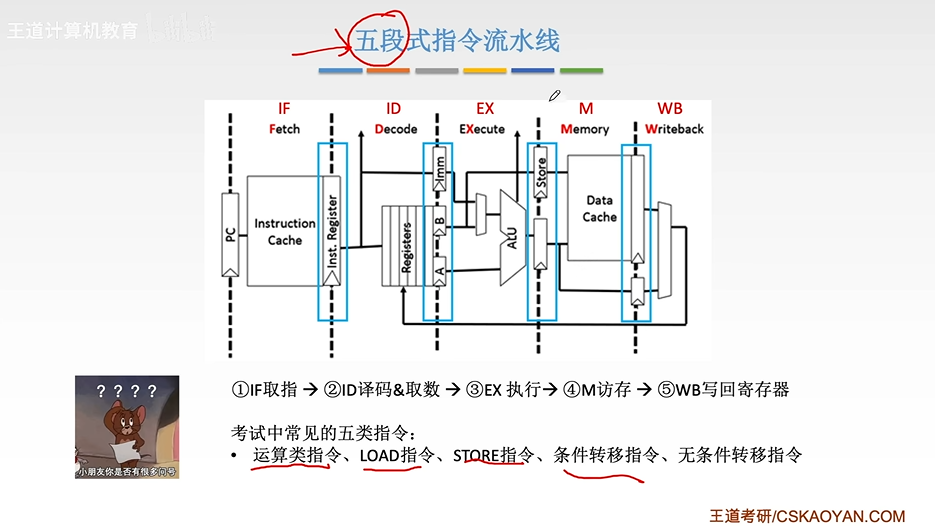 王道计算机教育
五段式指令流水线
IF ID EX M WB
Fetch Decode EXecute Memory Writeback
PC
Instruction Cache
Inst. Register
Registers
Imm
B
A
ALU
Store
Data Cache
？？？？
小朋友你是否有很多问号
①IF取指 → ②ID译码&取数 → ③EX 执行→ ④M访存 → ⑤WB写回寄存器
考试中常见的五类指令：
• 运算类指令、LOAD指令、STORE指令、条件转移指令、无条件转移指令
王道考研/CSKAOYAN.COM